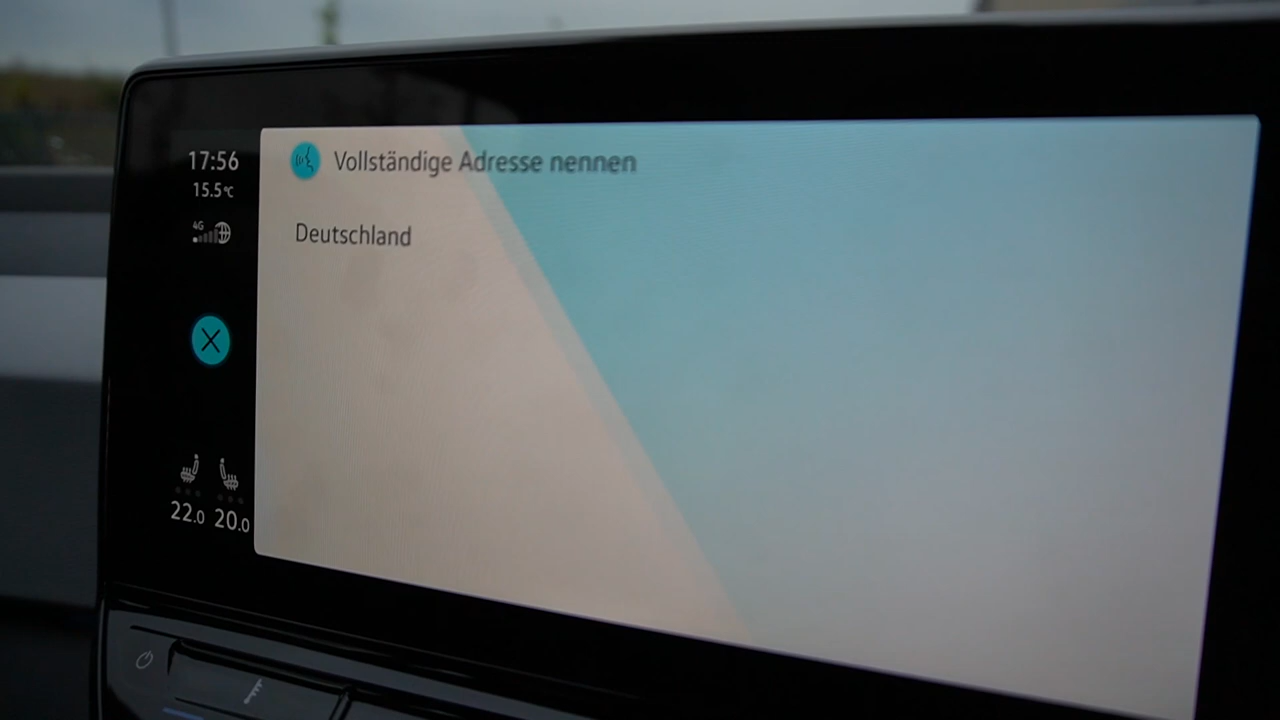 17:56
15.5°C
4G
Vollständige Adresse nennen
Deutschland
22.0 20.0